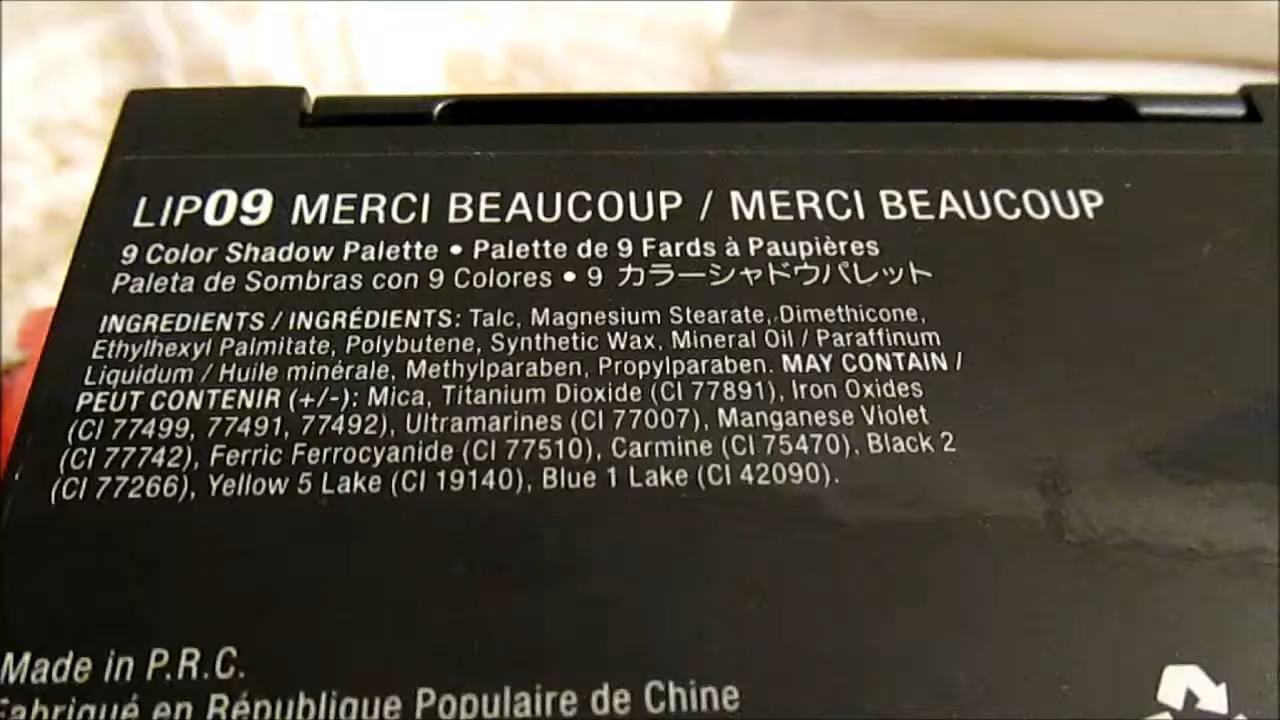 LIP09 MERCI BEAUCOUP / MERCI BEAUCOUP
9 Color Shadow Palette • Palette de 9 Fards à Paupières
Paleta de Sombras con 9 Colores • 9 カラーシャドウパレット
INGREDIENTS / INGRÉDIENTS: Talc, Magnesium Stearate, Dimethicone,
Ethylhexyl Palmitate, Polybutene, Synthetic Wax, Mineral Oil / Paraffinum
Liquidum / Huile minérale, Methylparaben, Propylparaben. MAY CONTAIN /
PEUT CONTENIR (+/-): Mica, Titanium Dioxide (CI 77891), Iron Oxides
(CI 77499, 77491, 77492), Ultramarines (CI 77007), Manganese Violet
(CI 77742), Ferric Ferrocyanide (CI 77510), Carmine (CI 75470), Black 2
(CI 77266), Yellow 5 Lake (CI 19140), Blue 1 Lake (CI 42090).
Made in P.R.C.
Fabriqué en République Populaire de Chine